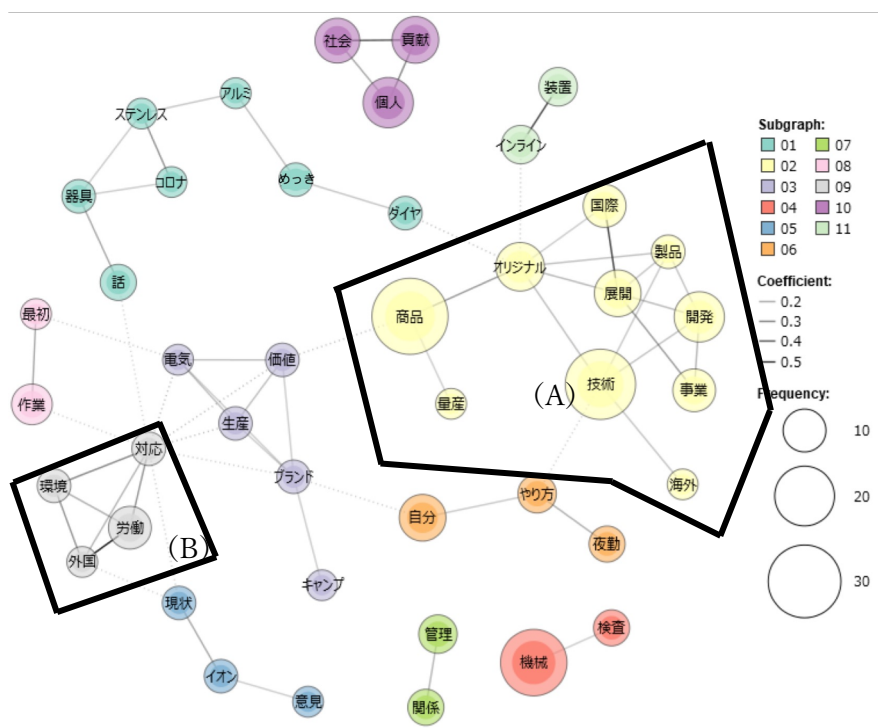 社会
貢献
個人
装置
インライン
アルミ
ステンレス
コロナ
器具
めっき
ダイヤ
話
国際
オリジナル
製品
展開
商品
開発
技術
(A)
事業
量産
海外
最初
作業
電気
価値
生産
ブランド
対応
環境
労働
(B)
外国
自分
やり方
夜勤
キャンプ
現状
イオン
意見
管理
関係
機械
検査
Subgraph:
01 07
02 08
03 09
04 10
05 11
06
Coefficient:
0.2
0.3
0.4
0.5
Frequency:
10
20
30